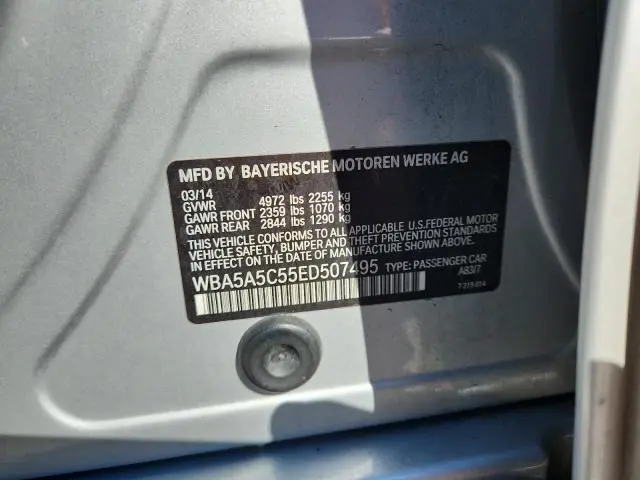 MFD BY BAYERISCHE MOTOREN WERKE AG
03/14
GVWR 4972 lbs 2255 kg
GAWR FRONT 2359 lbs 1070 kg
GAWR REAR 2844 lbs 1290 kg
THIS VEHICLE CONFORMS TO ALL APPLICABLE U.S.FEDERAL MOTOR
VEHICLE SAFETY, BUMPER AND THEFT PREVENTION STANDARDS
IN EFFECT ON THE DATE OF MANUFACTURE SHOWN ABOVE.
WBA5A5C55ED507495 TYPE: PASSENGER CAR
A83/7